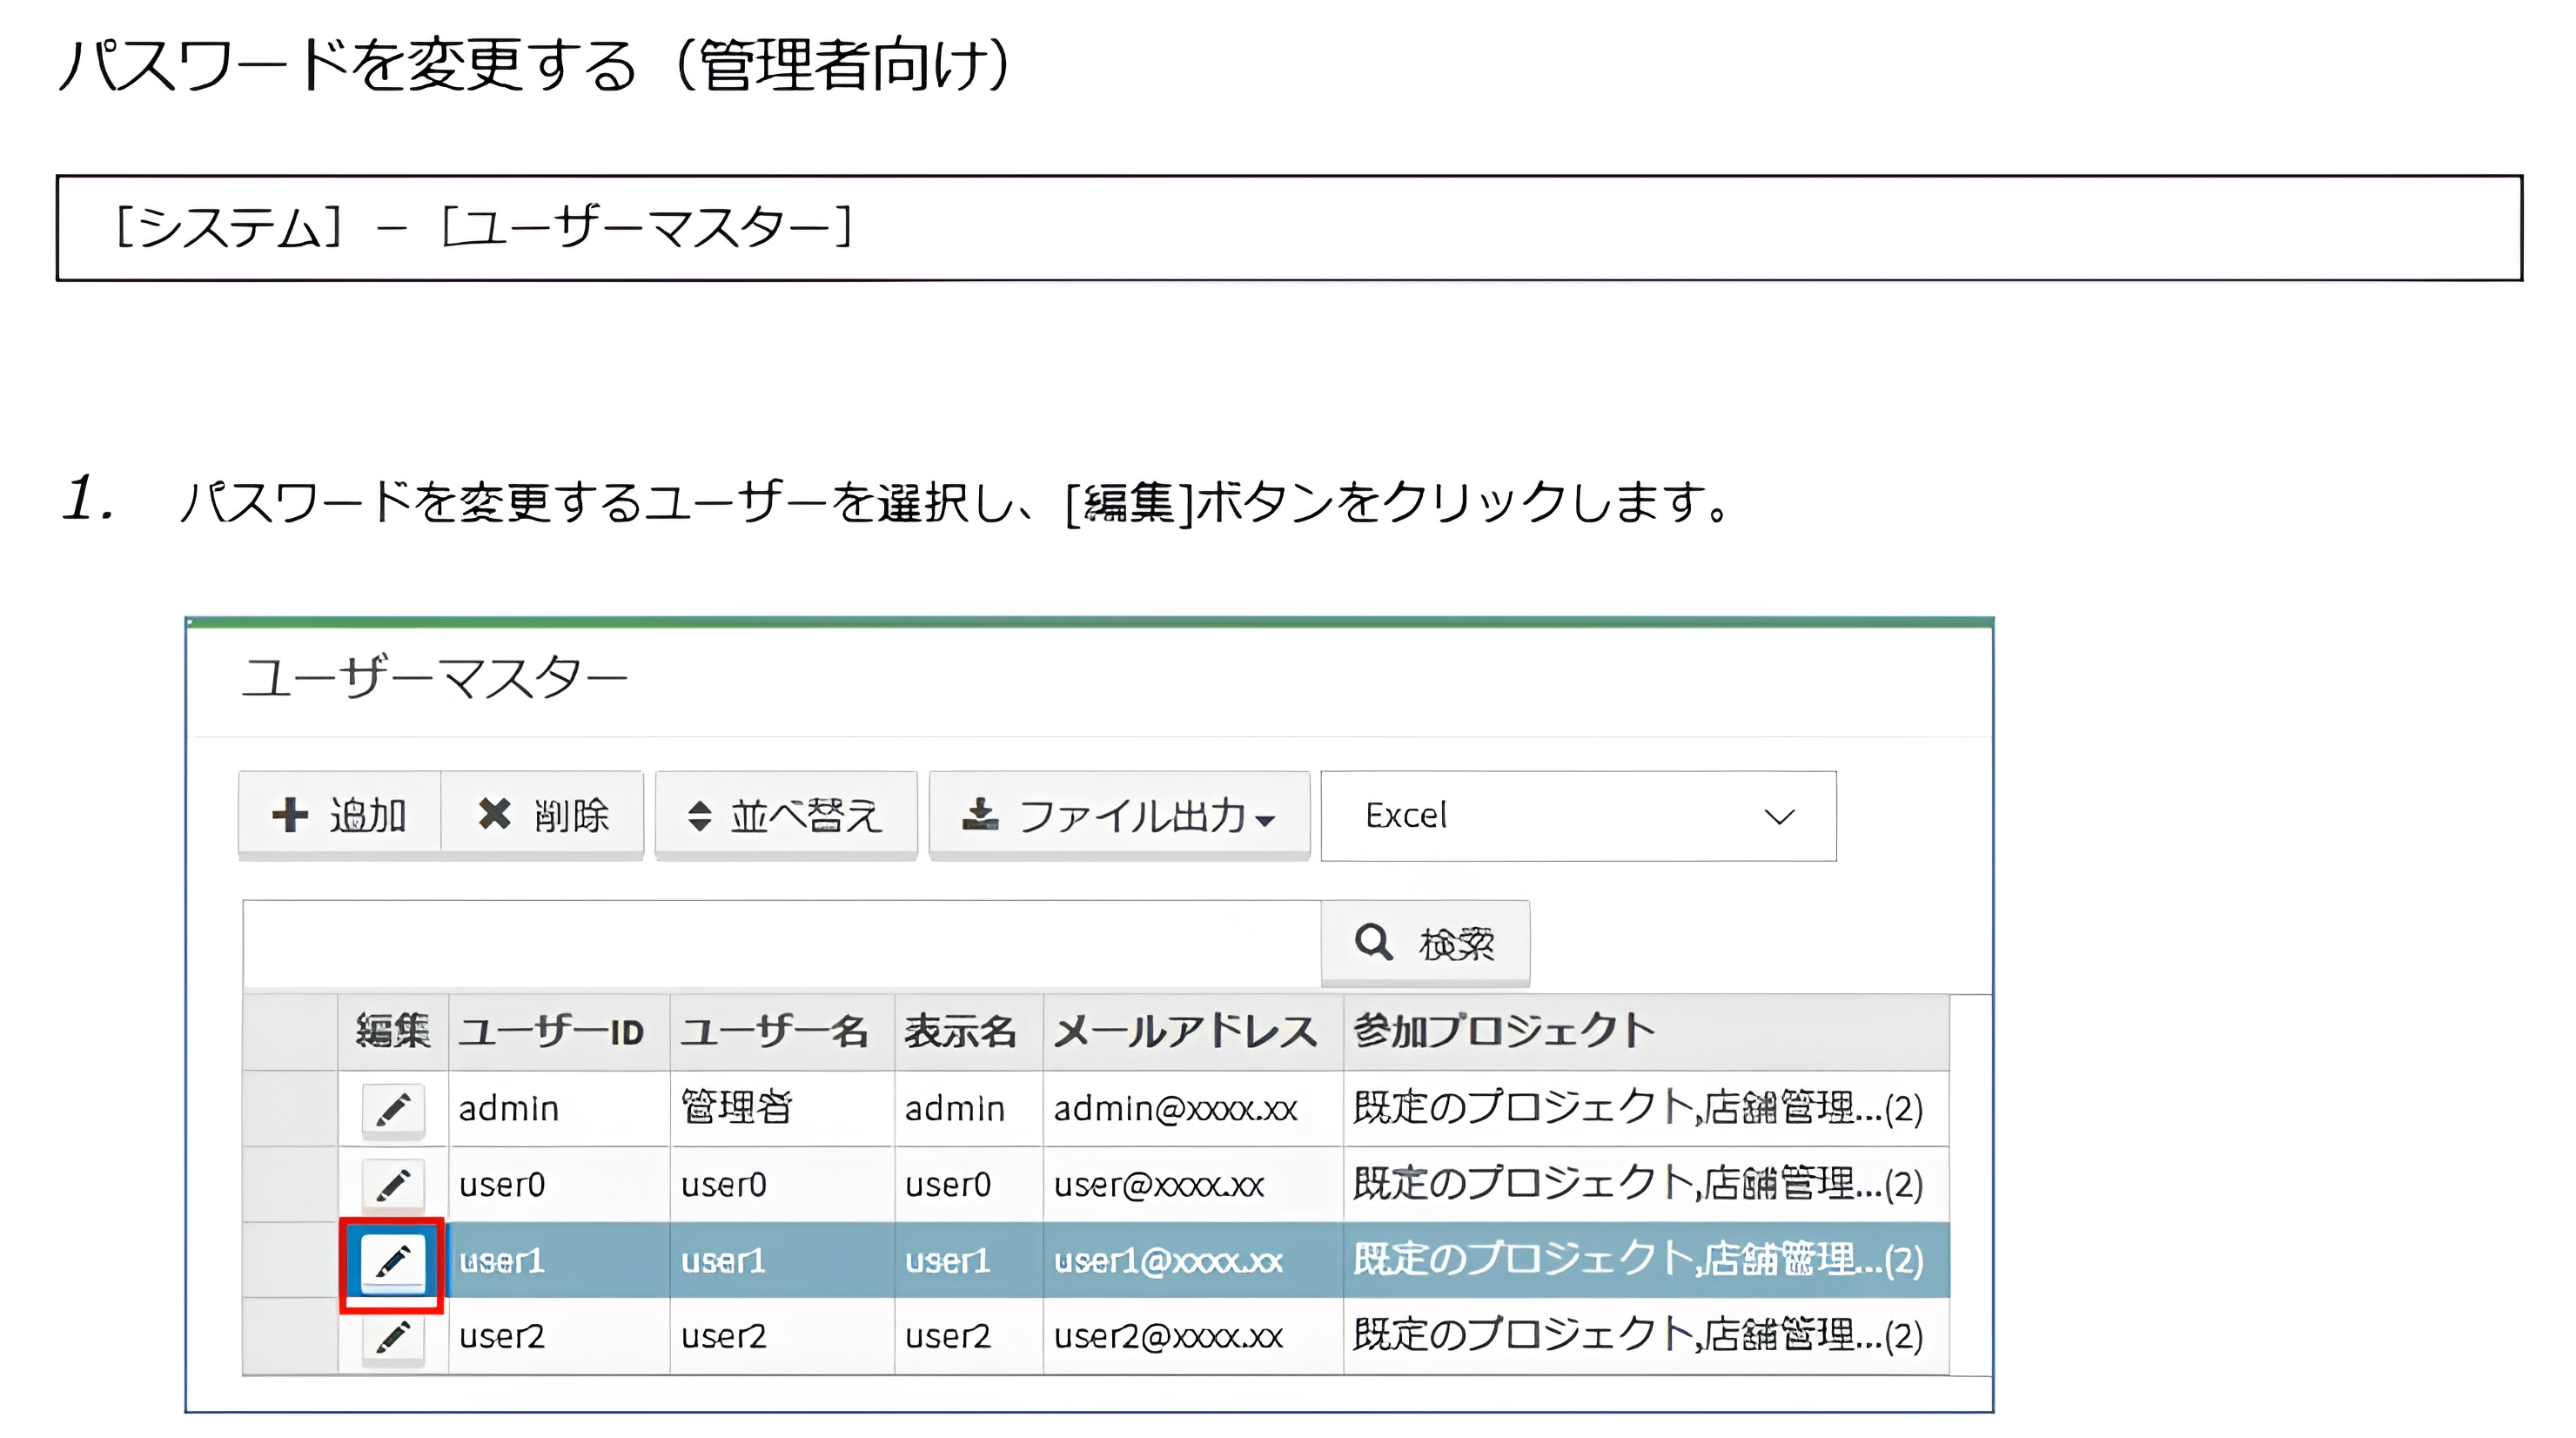 パスワードを変更する（管理者向け）
[システム] － [ユーザーマスター]
1. パスワードを変更するユーザーを選択し、[編集]ボタンをクリックします。
ユーザーマスター
追加 削除 並べ替え ファイル出力 Excel
検索
編集 ユーザーID ユーザー名 表示名 メールアドレス 参加プロジェクト
admin 管理者 admin admin@xxxx.xx 既定のプロジェクト,店舗管理...(2)
user0 user0 user0 user@xxxx.xx 既定のプロジェクト,店舗管理...(2)
user1 user1 user1 user1@xxxx.xx 既定のプロジェクト,店舗管理...(2)
user2 user2 user2 user2@xxxx.xx 既定のプロジェクト,店舗管理...(2)